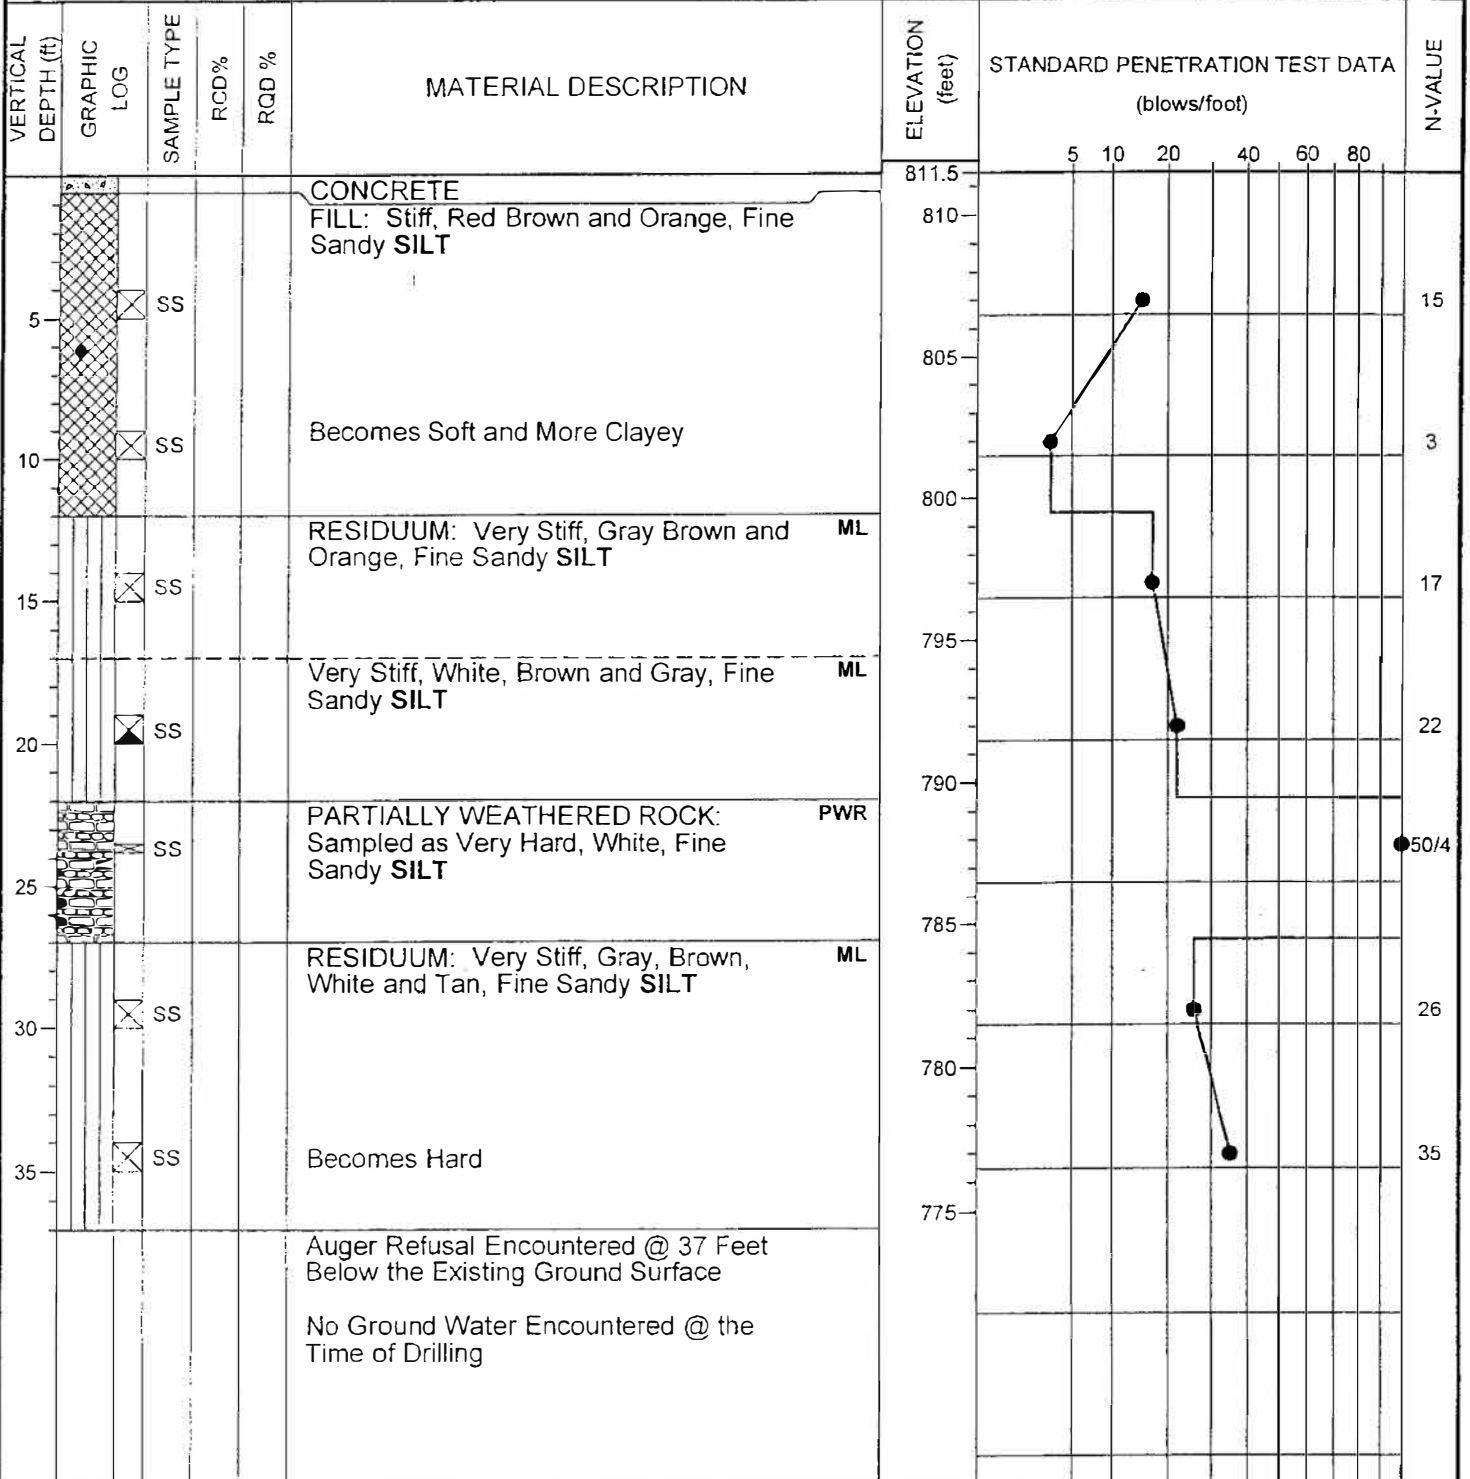 VERTICAL
DEPTH (ft)
GRAPHIC
LOG
SAMPLE TYPE
RCD%
RQD %
MATERIAL DESCRIPTION
ELEVATION
(feet)
STANDARD PENETRATION TEST DATA
(blows/foot)
N-VALUE
5 10 20 40 60 80
811.5
CONCRETE
810
FILL: Stiff, Red Brown and Orange, Fine
Sandy SILT
SS
15
5
805
Becomes Soft and More Clayey
SS
3
10
800
RESIDUUM: Very Stiff, Gray Brown and ML
Orange, Fine Sandy SILT
SS
17
15
795
Very Stiff, White, Brown and Gray, Fine ML
Sandy SILT
SS
22
20
790
PARTIALLY WEATHERED ROCK: PWR
Sampled as Very Hard, White, Fine
SS
50/4
Sandy SILT
25
785
RESIDUUM: Very Stiff, Gray, Brown, ML
White and Tan, Fine Sandy SILT
SS
26
30
780
SS
Becomes Hard
35
35
775
Auger Refusal Encountered @ 37 Feet
Below the Existing Ground Surface
No Ground Water Encountered @ the
Time of Drilling